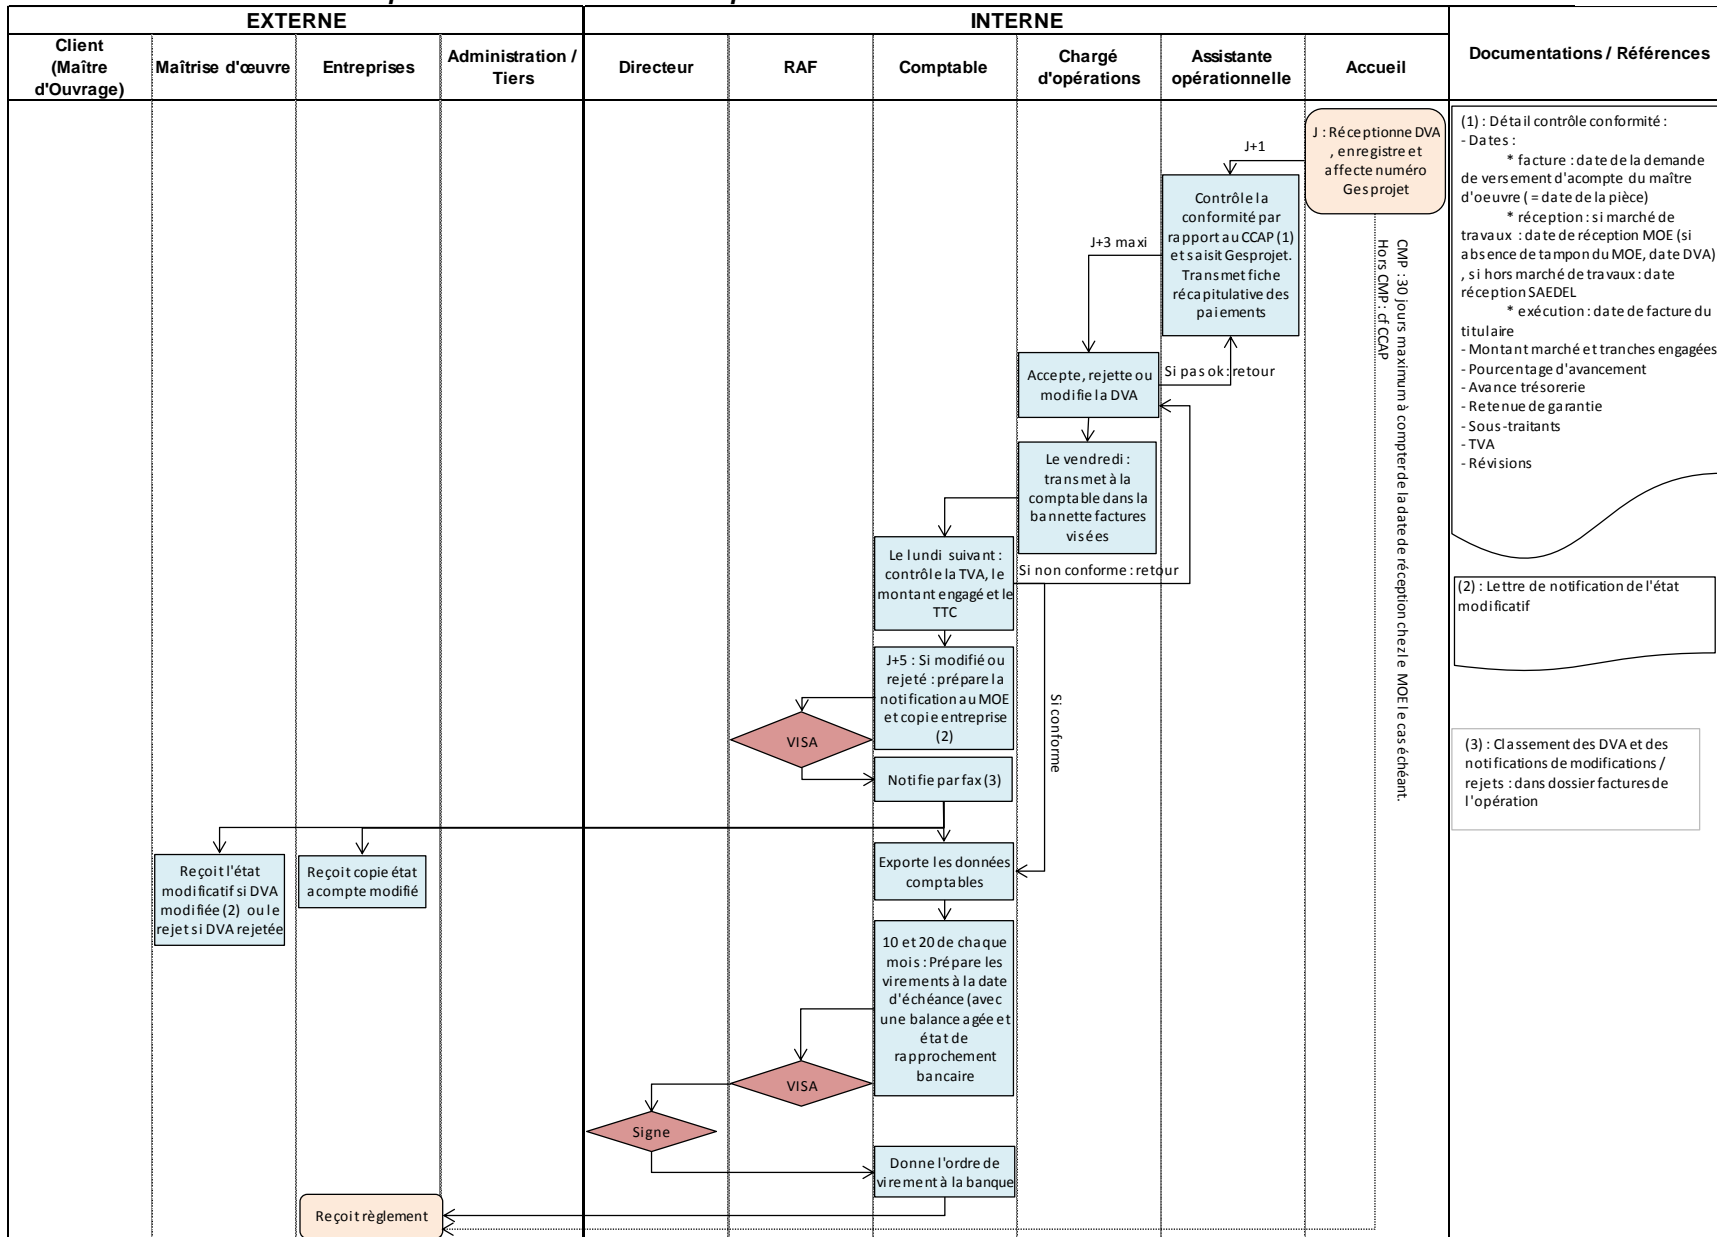 EXTERNE
INTERNE
Client
(Maître
d'Ouvrage)
Maîtrise d'œuvre
Entreprises
Administration /
Tiers
Directeur
RAF
Comptable
Chargé
d'opérations
Assistante
opérationnelle
Accueil
Documentations / Références
J : Réceptionne DVA
, enregistre et
affecte numéro
Gesprojet
J+1
Contrôle la
conformité par
rapport au CCAP (1)
et saisit Gesprojet.
Transmet fiche
récapitulative des
paiements
J+3 maxi
Accepte, rejette ou
modifie la DVA
Si pas ok : retour
Le vendredi :
transmet à la
comptable dans la
bannette factures
visées
Le lundi suivant :
contrôle la TVA, le
montant engagé et le
TTC
Si non conforme : retour
Si conforme
J+5 : Si modifié ou
rejeté : prépare la
notification au MOE
et copie entreprise
(2)
VISA
Notifie par fax (3)
Reçoit l'état
modificatif si DVA
modifiée (2) ou le
rejet si DVA rejetée
Reçoit copie état
acompte modifié
Exporte les données
comptables
10 et 20 de chaque
mois : Prépare les
virements à la date
d'échéance (avec
une balance agée et
état de
rapprochement
bancaire
VISA
Signe
Donne l'ordre de
virement à la banque
Reçoit règlement
CMP : 30 jours maximum à compter de la date de réception chez le MOE le cas échéant.
Hors CMP : cf CCAP
(1) : Détail contrôle conformité :
- Dates :
* facture : date de la demande
de versement d'acompte du maître
d'oeuvre ( = date de la pièce)
* réception : si marché de
travaux : date de réception MOE (si
absence de tampon du MOE, date DVA)
, si hors marché de travaux : date
réception SAEDEL
* exécution : date de facture du
titulaire
- Montant marché et tranches engagées
- Pourcentage d'avancement
- Avance trésorerie
- Retenue de garantie
- Sous-traitants
- TVA
- Révisions
(2) : Lettre de notification de l'état
modificatif
(3) : Classement des DVA et des
notifications de modifications /
rejets : dans dossier factures de
l'opération